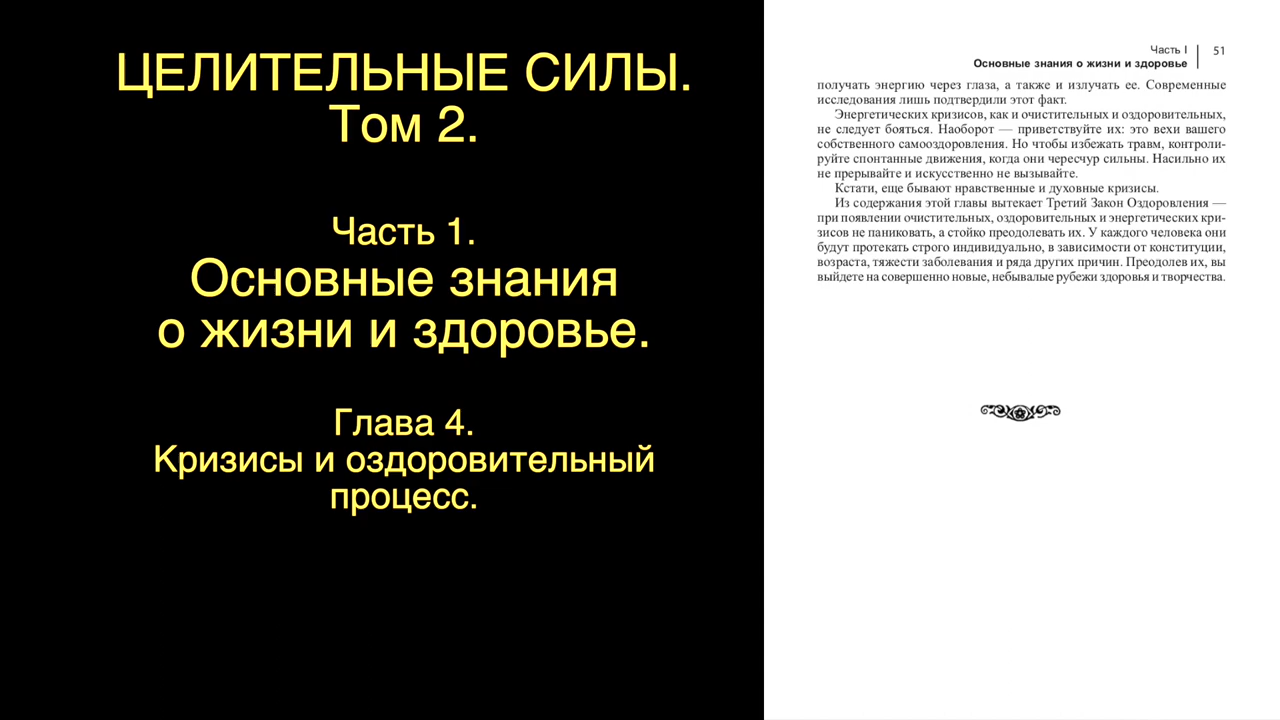 ЦЕЛИТЕЛЬНЫЕ СИЛЫ.
Том 2.
Часть 1.
Основные знания
о жизни и здоровье.
Глава 4.
Кризисы и оздоровительный
процесс.
Часть I 51
Основные знания о жизни и здоровье
получать энергию через глаза, а также и излучать ее. Современные
исследования лишь подтвердили этот факт.
Энергетических кризисов, как и очистительных и оздоровительных,
не следует бояться. Наоборот — приветствуйте их: это вехи вашего
собственного самооздоровления. Но чтобы избежать травм, контроли-
руйте спонтанные движения, когда они чересчур сильны. Насильно их
не прерывайте и искусственно не вызывайте.
Кстати, еще бывают нравственные и духовные кризисы.
Из содержания этой главы вытекает Третий Закон Оздоровления —
при появлении очистительных, оздоровительных и энергетических кри-
зисов не паниковать, а стойко преодолевать их. У каждого человека они
будут протекать строго индивидуально, в зависимости от конституции,
возраста, тяжести заболевания и ряда других причин. Преодолев их, вы
выйдете на совершенно новые, небывалые рубежи здоровья и творчества.